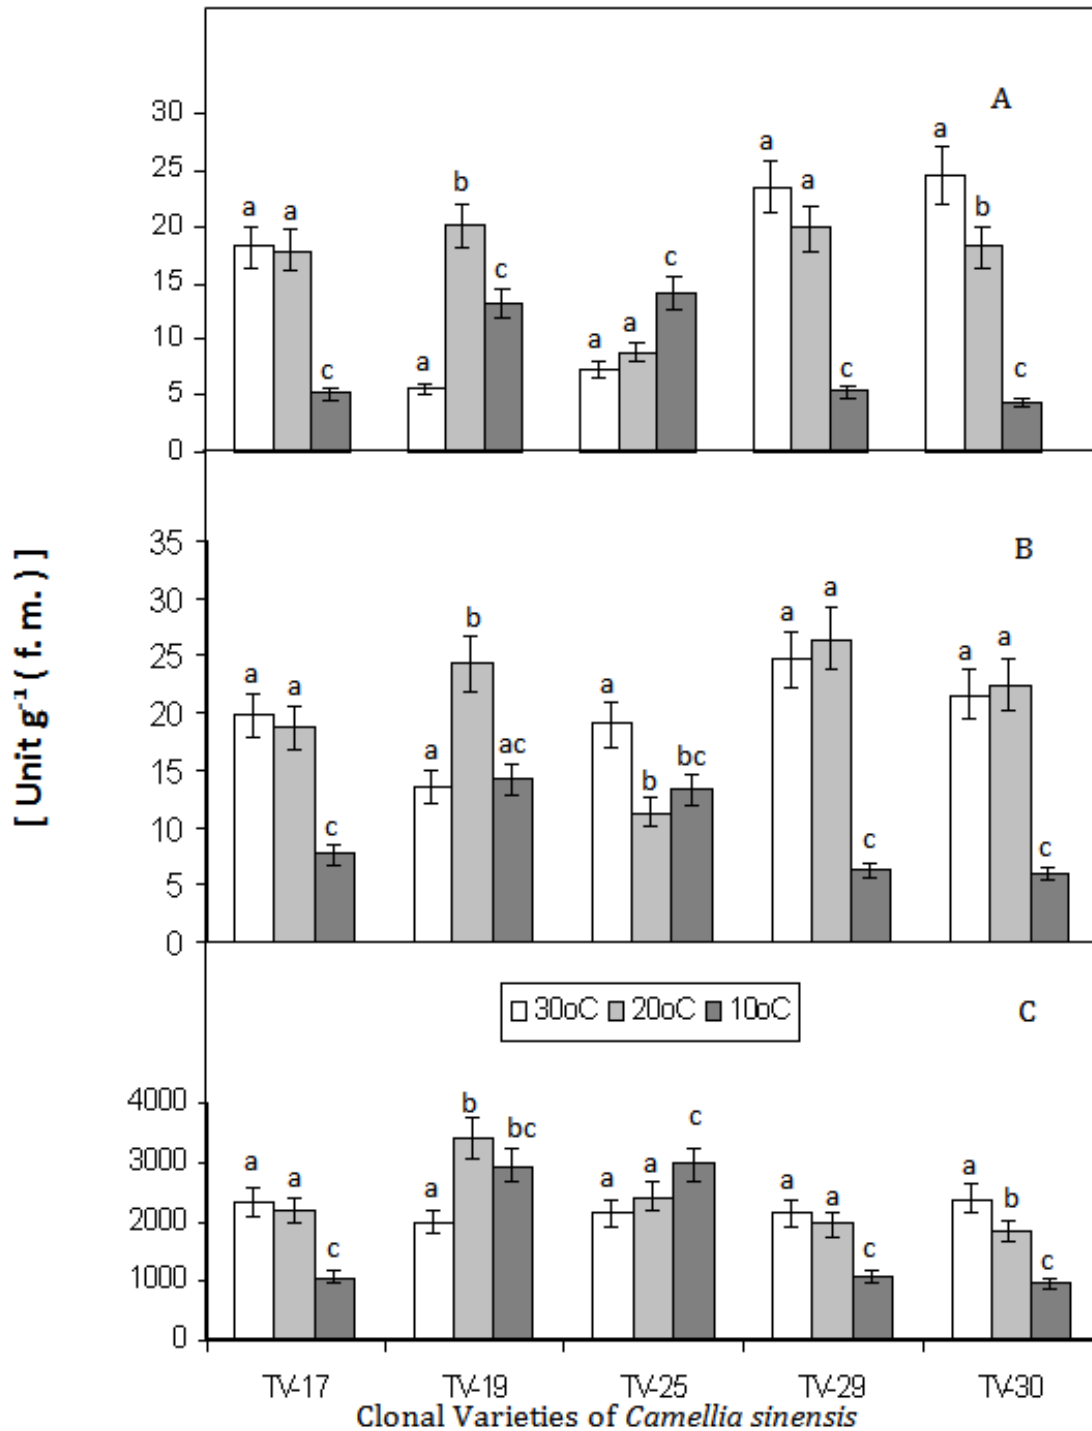 A
30
25
20
15
10
5
0
a a c
a b c
a a c
a a c
a b c
B
35
30
25
20
15
10
5
0
a a c
a b ac
a b bc
a a c
a a c
[ Unit g⁻¹ ( f. m. ) ]
30oC 20oC 10oC
C
4000
3000
2000
1000
0
a a c
a b bc
a a c
a a c
a b c
TV-17 TV-19 TV-25 TV-29 TV-30
Clonal Varieties of Camellia sinensis